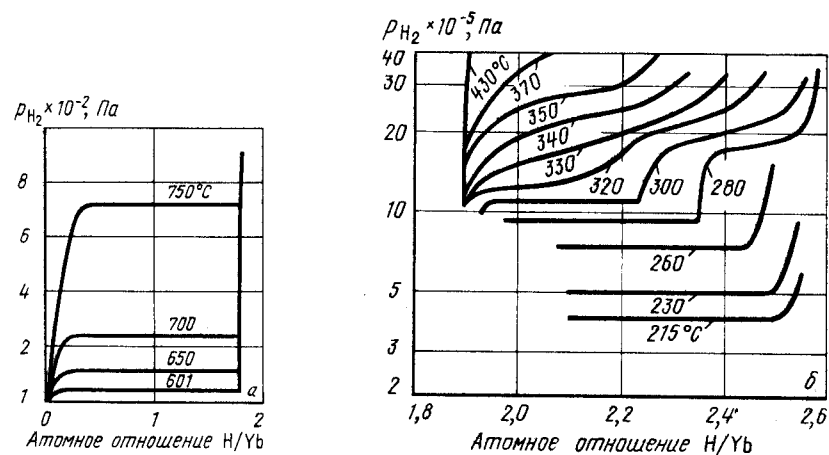 p H₂ ×10⁻², Па
8
6
4
2
1
750°C
700
650
601
а
0 1 2
Атомное отношение H/Yb
p H₂ ×10⁻⁵, Па
40
30
20
10
5
3
2
430°C
370
350
340
330
320 300 280
260
230
215°C
б
1,8 2,0 2,2 2,4 2,6
Атомное отношение H/Yb